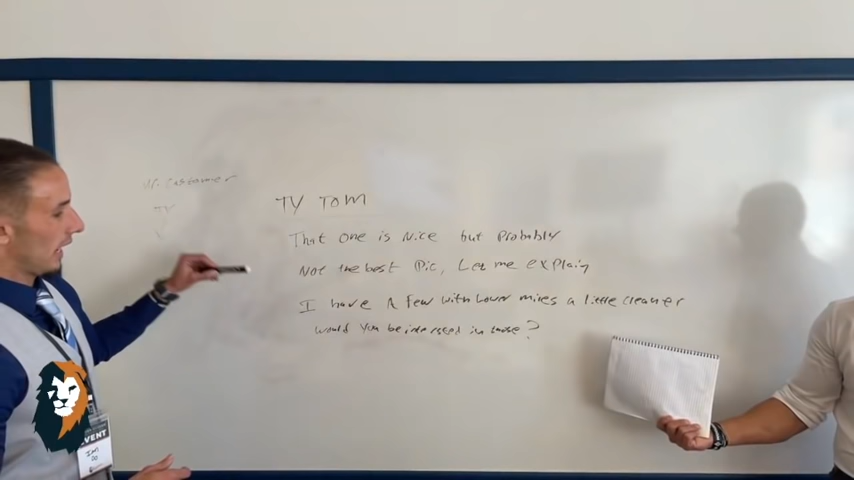 W. Customer
TY
TY TOM
That one is Nice but Probably
Not the best Pic, Let me explain
I have A Few with Lower miles a little cleaner
would you be interested in those?
EVENT